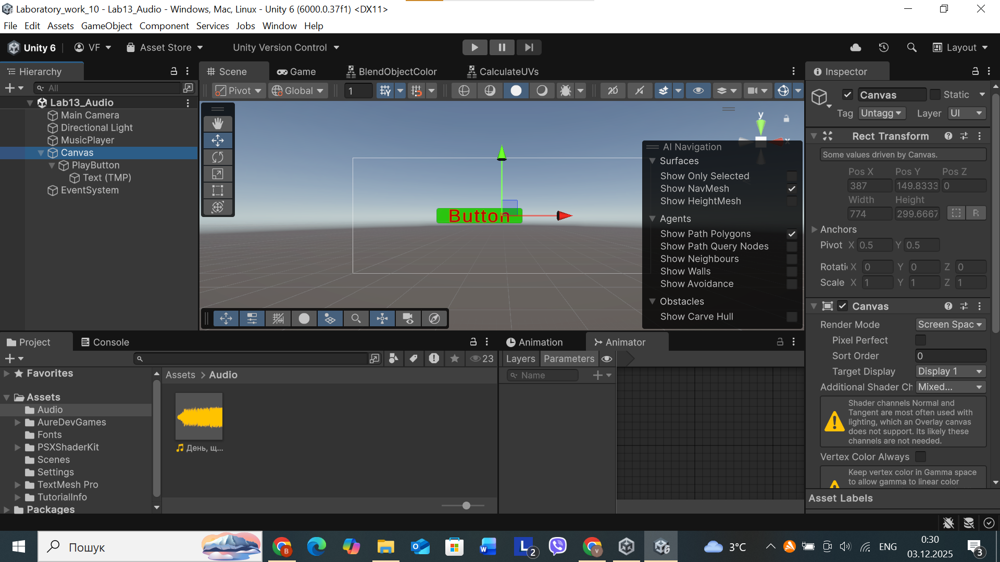 Laboratory_work_10 - Lab13_Audio - Windows, Mac, Linux - Unity 6 (6000.0.37f1) <DX11>
File Edit Assets GameObject Component Services Jobs Window Help
Unity 6 VF Asset Store Unity Version Control Layout
Hierarchy
All
Lab13_Audio
Main Camera
Directional Light
MusicPlayer
Canvas
PlayButton
Text (TMP)
EventSystem
Scene Game BlendObjectColor CalculateUVs
Pivot Global 1 2D
y
x
Button
AI Navigation
Surfaces
Show Only Selected
Show NavMesh
Show HeightMesh
Agents
Show Path Polygons
Show Path Query Nodes
Show Neighbours
Show Walls
Show Avoidance
Obstacles
Show Carve Hull
Inspector
Canvas Static
Tag Untagg Layer UI
Rect Transform
Some values driven by Canvas.
Pos X Pos Y Pos Z
387 149.8333 0
Width Height
774 299.6667 R
Anchors
Pivot X 0.5 Y 0.5
Rotati X 0 Y 0 Z 0
Scale X 1 Y 1 Z 1
Canvas
Render Mode Screen Spac
Pixel Perfect
Sort Order 0
Target Display Display 1
Additional Shader Ch Mixed...
Shader channels Normal and
Tangent are most often used with
lighting, which an Overlay canvas
does not support. Its likely these
channels are not needed.
Vertex Color Always
Keep vertex color in Gamma space
to allow gamma to linear color
Asset Labels
Project Console
23
Favorites
Assets
Audio
AureDevGames
Fonts
PSXShaderKit
Scenes
Settings
TextMesh Pro
TutorialInfo
Packages
Assets > Audio
День, щ...
Animation Animator
Layers Parameters
Name
Пошук
B
W
L 2
V
6
3°C
ENG
0:30
03.12.2025
3